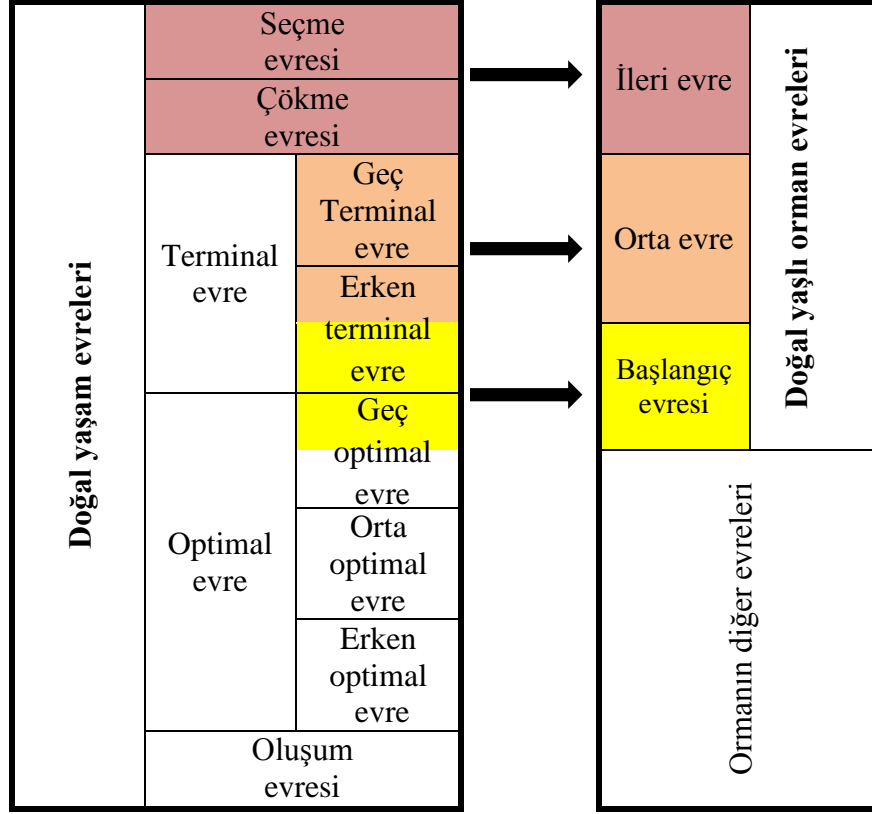 Doğal yaşam evreleri
Seçme
evresi
Çökme
evresi
Terminal
evre
Geç
Terminal
evre
Erken
terminal
evre
Optimal
evre
Geç
optimal
evre
Orta
optimal
evre
Erken
optimal
evre
Oluşum
evresi
İleri evre
Orta evre
Başlangıç
evresi
Doğal yaşlı orman evreleri
Ormanın diğer evreleri